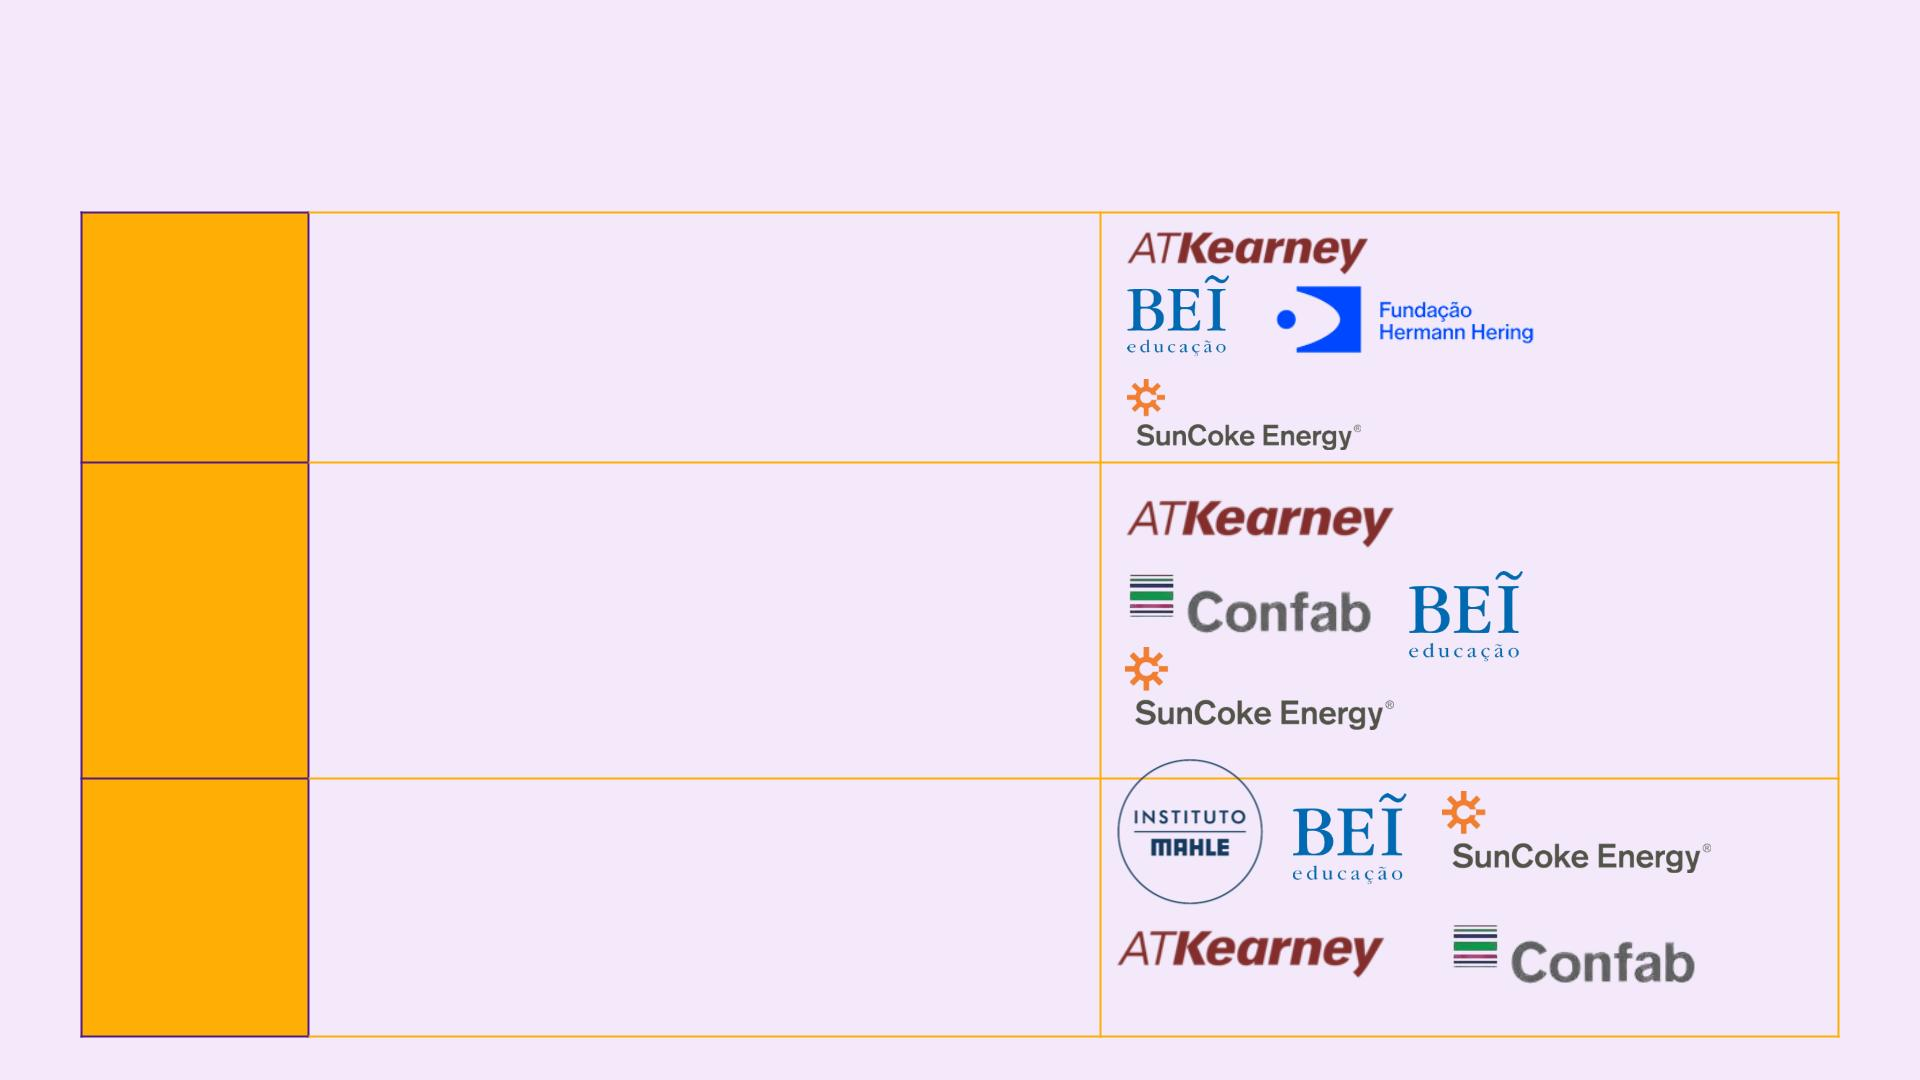 ATKearney
BEĨ
educação
Fundação
Hermann Hering
SunCoke Energy®
ATKearney
Confab
BEĨ
educação
SunCoke Energy®
INSTITUTO
MAHLE
BEĨ
educação
SunCoke Energy®
ATKearney
Confab